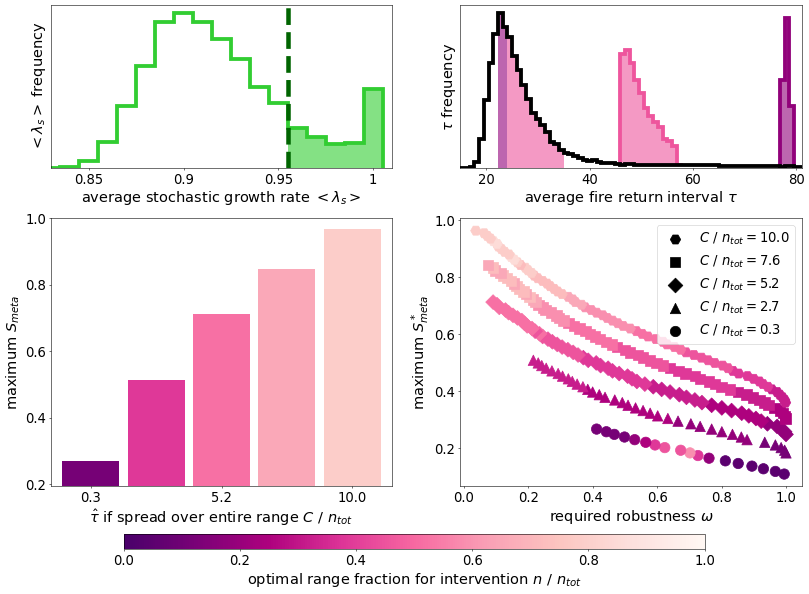 < λs > frequency
0.85 0.9 0.95 1
average stochastic growth rate < λs >
τ frequency
20 40 60 80
average fire return interval τ
maximum Smeta
1.0
0.8
0.6
0.4
0.2
0.3 5.2 10.0
τ̂ if spread over entire range C / ntot
maximum S*meta
1.0
0.8
0.6
0.4
0.2
C / ntot = 10.0
C / ntot = 7.6
C / ntot = 5.2
C / ntot = 2.7
C / ntot = 0.3
0.0 0.2 0.4 0.6 0.8 1.0
required robustness ω
0.0 0.2 0.4 0.6 0.8 1.0
optimal range fraction for intervention n / ntot